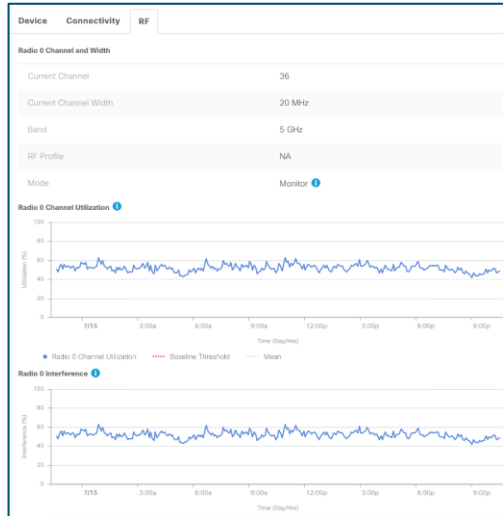 Device Connectivity RF
Radio 0 Channel and Width
Current Channel 36
Current Channel Width 20 MHz
Band 5 GHz
RF Profile NA
Mode Monitor
Radio 0 Channel Utilization
100
80
60
40
20
0
Utilization (%)
7/15 3:00a 6:00a 9:00a 12:00p 3:00p 6:00p 9:00p
Time (Day/Hrs)
Radio 0 Channel Utilization Baseline Threshold Mean
Radio 0 Interference
100
80
60
40
20
0
Interference (%)
7/15 3:00a 6:00a 9:00a 12:00p 3:00p 6:00p 9:00p
Time (Day/Hrs)